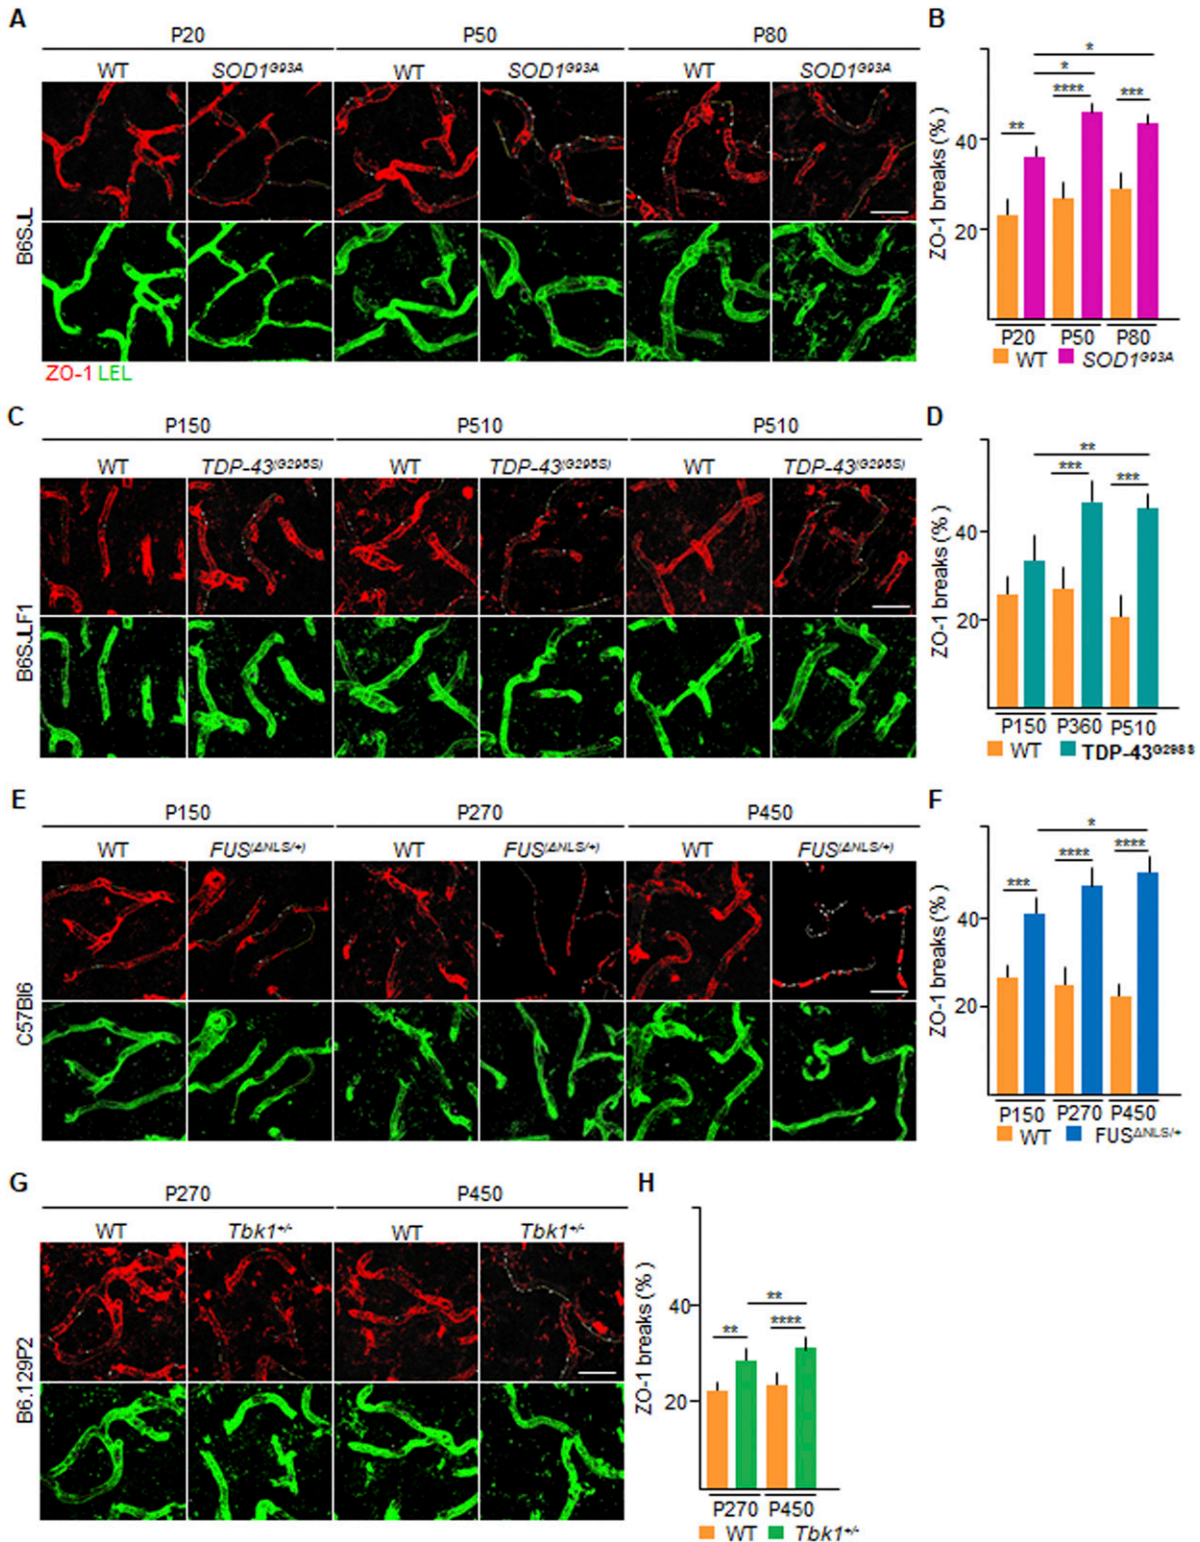 A
P20 P50 P80
WT SOD1ᴳ⁹³ᴬ WT SOD1ᴳ⁹³ᴬ WT SOD1ᴳ⁹³ᴬ
B6SJL
ZO-1 LEL
B
*
*
**** ***
**
ZO-1 breaks (%)
40
20
P20 P50 P80
WT SOD1ᴳ⁹³ᴬ
C
P150 P510 P510
WT TDP-43⁽ᴳ²⁹⁸ˢ⁾ WT TDP-43⁽ᴳ²⁹⁸ˢ⁾ WT TDP-43⁽ᴳ²⁹⁸ˢ⁾
B6SJLF1
D
**
*** ***
ZO-1 breaks (%)
40
20
P150 P360 P510
WT TDP-43ᴳ²⁹⁸ˢ
E
P150 P270 P450
WT FUS⁽ᐞᴺᴸˢ/⁺⁾ WT FUS⁽ᐞᴺᴸˢ/⁺⁾ WT FUS⁽ᐞᴺᴸˢ/⁺⁾
C57Bl6
F
*
*** **** ****
ZO-1 breaks (%)
40
20
P150 P270 P450
WT FUSᐞᴺᴸˢ/⁺
G
P270 P450
WT Tbk1⁺/⁻ WT Tbk1⁺/⁻
B6.129P2
H
**
** ****
ZO-1 breaks (%)
40
20
P270 P450
WT Tbk1⁺/⁻